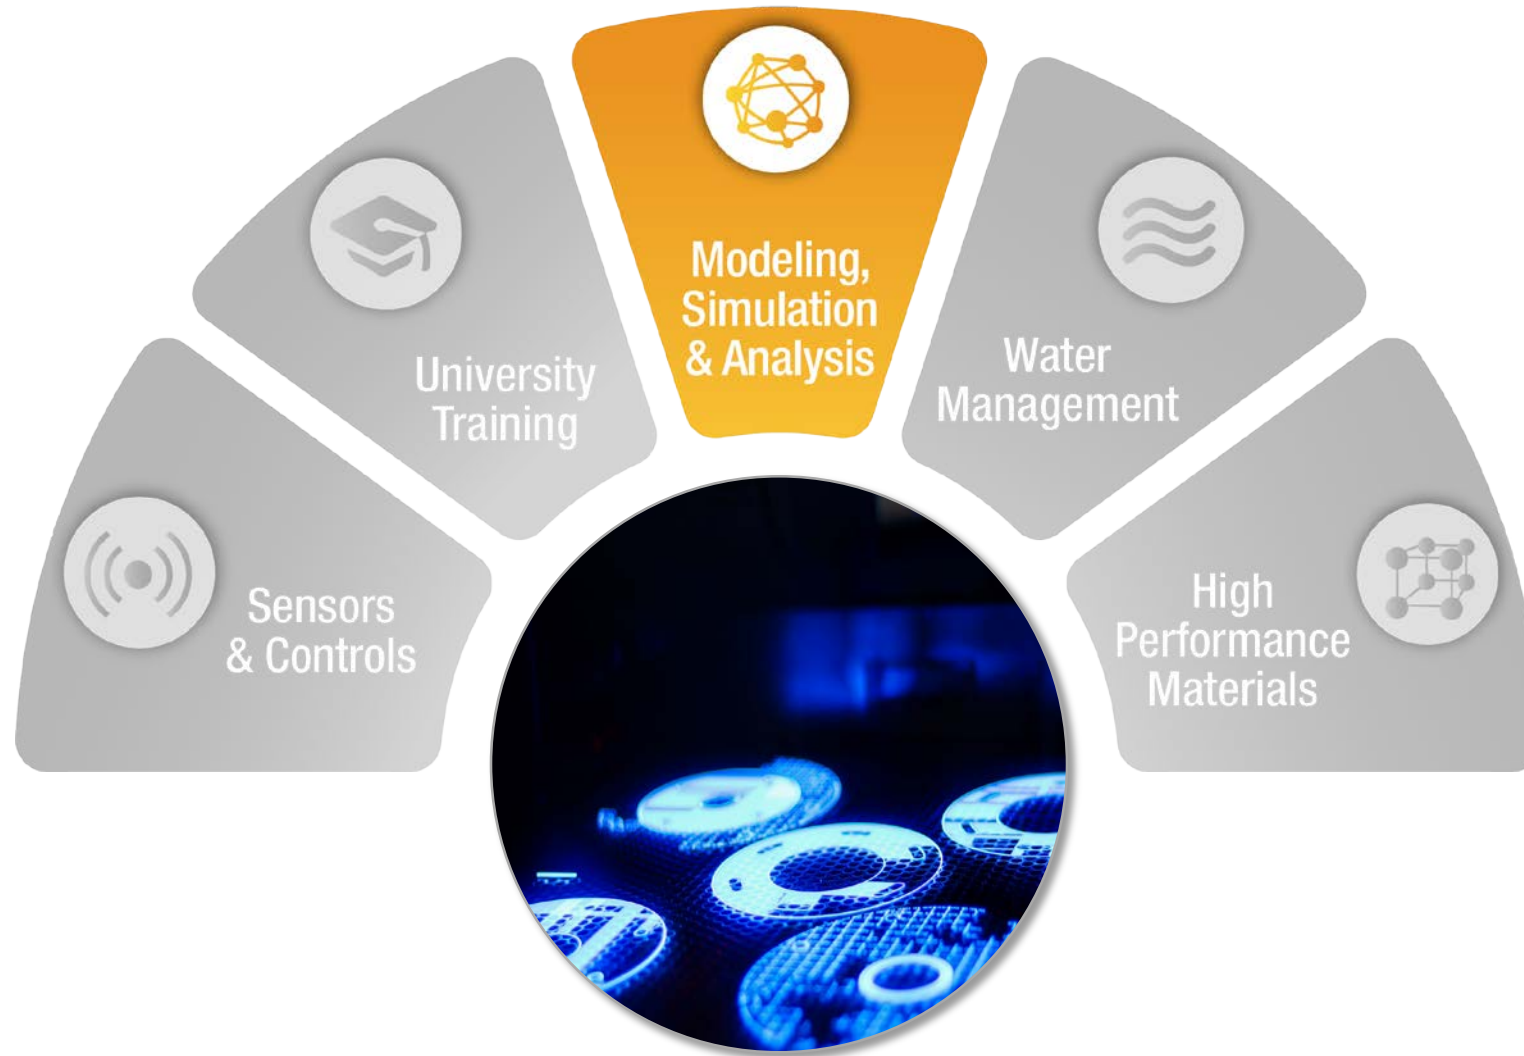 Sensors
& Controls
University
Training
Modeling,
Simulation
& Analysis
Water
Management
High
Performance
Materials